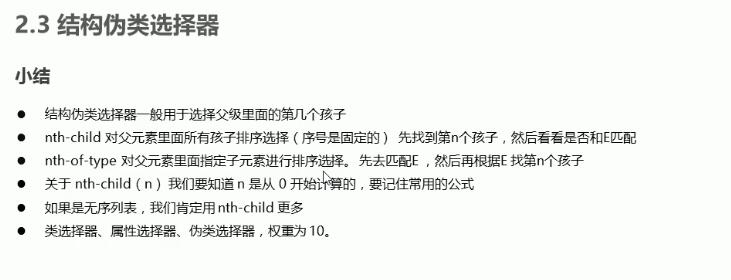 2.3 结构伪类选择器
小结
● 结构伪类选择器一般用于选择父级里面的第几个孩子
● nth-child 对父元素里面所有孩子排序选择（序号是固定的） 先找到第n个孩子，然后看看是否和E匹配
● nth-of-type 对父元素里面指定子元素进行排序选择。 先去匹配E ，然后再根据E 找第n个孩子
● 关于 nth-child（n） 我们要知道 n 是从 0 开始计算的，要记住常用的公式
● 如果是无序列表，我们肯定用 nth-child 更多
● 类选择器、属性选择器、伪类选择器，权重为 10。